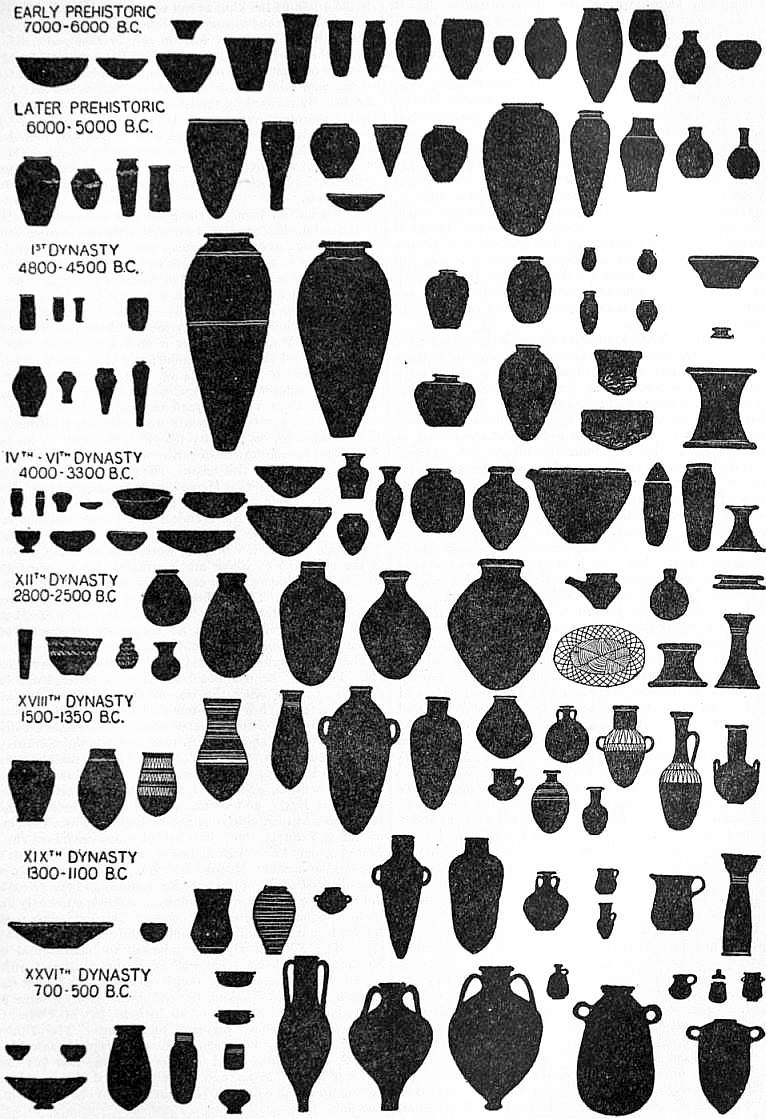 EARLY PREHISTORIC
7000-6000 B.C.
LATER PREHISTORIC
6000-5000 B.C.
1ST DYNASTY
4800-4500 B.C.
IVTH-VITH DYNASTY
4000-3300 B.C.
XIITH DYNASTY
2800-2500 B.C
XVIIITH DYNASTY
1500-1350 B.C.
XIXTH DYNASTY
1300-1100 B.C
XXVITH DYNASTY
700-500 B.C.